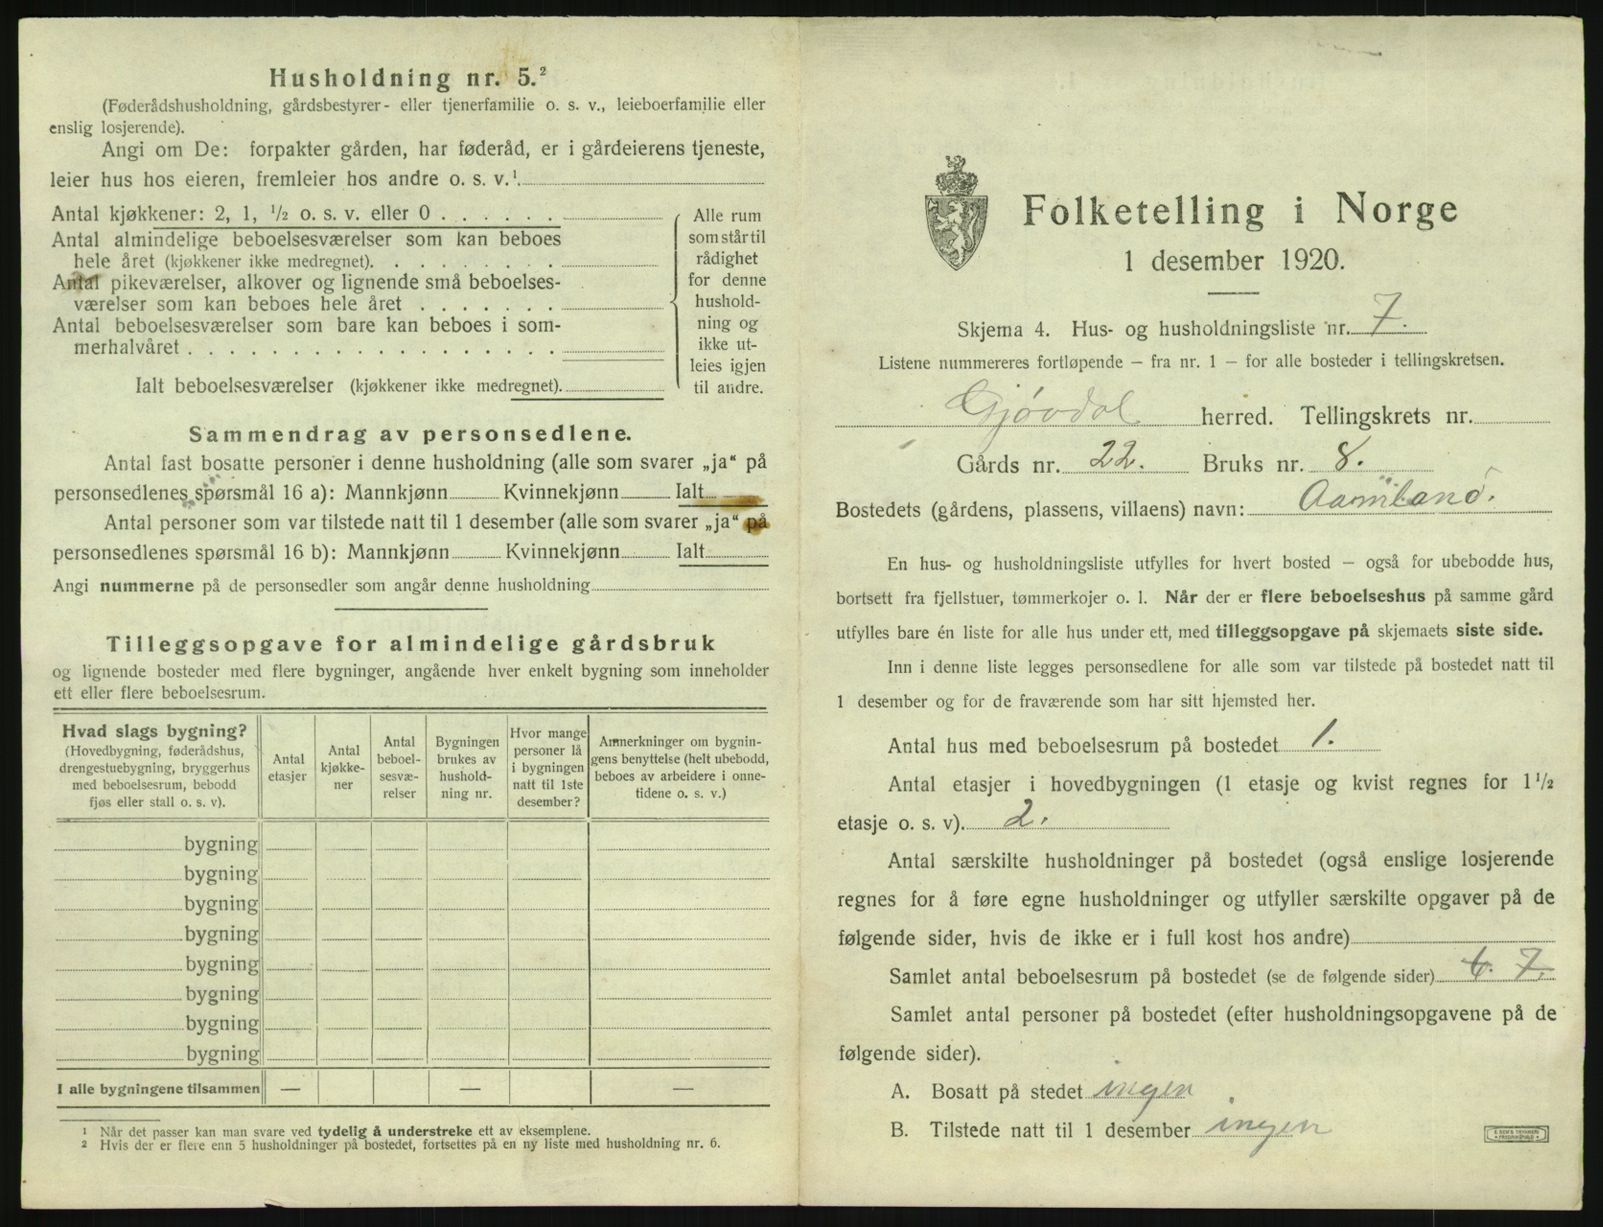 Husholdning nr. 5.²
(Føderådshusholdning, gårdsbestyrer- eller tjenerfamilie o. s. v., leieboerfamilie eller
enslig losjerende).
Angi om De: forpakter gården, har føderåd, er i gårdeierens tjeneste,
leier hus hos eieren, fremleier hos andre o. s. v.¹
Antal kjøkkener: 2, 1, ½ o. s. v. eller 0
Antal almindelige beboelsesværelser som kan beboes
hele året (kjøkkener ikke medregnet).
Antal pikeværelser, alkover og lignende små beboelses-
værelser som kan beboes hele året
Antal beboelsesværelser som bare kan beboes i som-
merhalvåret
Ialt beboelsesværelser (kjøkkener ikke medregnet).
Alle rum
som står til
rådighet
for denne
hushold-
ning og
ikke ut-
leies igjen
til andre.
Sammendrag av personsedlene.
Antal fast bosatte personer i denne husholdning (alle som svarer „ja“ på
personsedlenes spørsmål 16 a): Mannkjønn Kvinnekjønn Ialt
Antal personer som var tilstede natt til 1 desember (alle som svarer „ja“ på
personsedlenes spørsmål 16 b): Mannkjønn Kvinnekjønn Ialt
Angi nummerne på de personsedler som angår denne husholdning
Tilleggsopgave for almindelige gårdsbruk
og lignende bosteder med flere bygninger, angående hver enkelt bygning som inneholder
ett eller flere beboelsesrum.
Hvad slags bygning?
(Hovedbygning, føderådshus,
drengestuebygning, bryggerhus
med beboelsesrum, bebodd
fjøs eller stall o. s. v).
Antal
etasjer
Antal
kjøkke-
ner
Antal
beboel-
sesvæ-
relser
Bygningen
brukes av
hushold-
ning nr.
Hvor mange
personer lå
i bygningen
natt til 1ste
desember?
Anmerkninger om bygnin-
gens benyttelse (helt ubebodd,
beboes av arbeidere i onne-
tidene o. s. v.)
bygning
bygning
bygning
bygning
bygning
bygning
bygning
bygning
I alle bygningene tilsammen — — —
¹ Når det passer kan man svare ved tydelig å understreke ett av eksemplene.
² Hvis der er flere enn 5 husholdninger på bostedet, fortsettes på en ny liste med husholdning nr. 6.
Folketelling i Norge
1 desember 1920.
Skjema 4. Hus- og husholdningsliste nr. 7.
Listene nummereres fortløpende – fra nr. 1 – for alle bosteder i tellingskretsen.
Gjøvdal herred. Tellingskrets nr.
Gårds nr. 22. Bruks nr. 8.
Bostedets (gårdens, plassens, villaens) navn: Aamland.
En hus- og husholdningsliste utfylles for hvert bosted – også for ubebodde hus,
bortsett fra fjellstuer, tømmerkojer o. l. Når der er flere beboelseshus på samme gård
utfylles bare én liste for alle hus under ett, med tilleggsopgave på skjemaets siste side.
Inn i denne liste legges personsedlene for alle som var tilstede på bostedet natt til
1 desember og for de fraværende som har sitt hjemsted her.
Antal hus med beboelsesrum på bostedet 1.
Antal etasjer i hovedbygningen (1 etasje og kvist regnes for 1½
etasje o. s. v). 2.
Antal særskilte husholdninger på bostedet (også enslige losjerende
regnes for å føre egne husholdninger og utfyller særskilte opgaver på de
følgende sider, hvis de ikke er i full kost hos andre)
Samlet antal beboelsesrum på bostedet (se de følgende sider) 6. 7.
Samlet antal personer på bostedet (efter husholdningsopgavene på de
følgende sider).
A. Bosatt på stedet ingen
B. Tilstede natt til 1 desember ingen